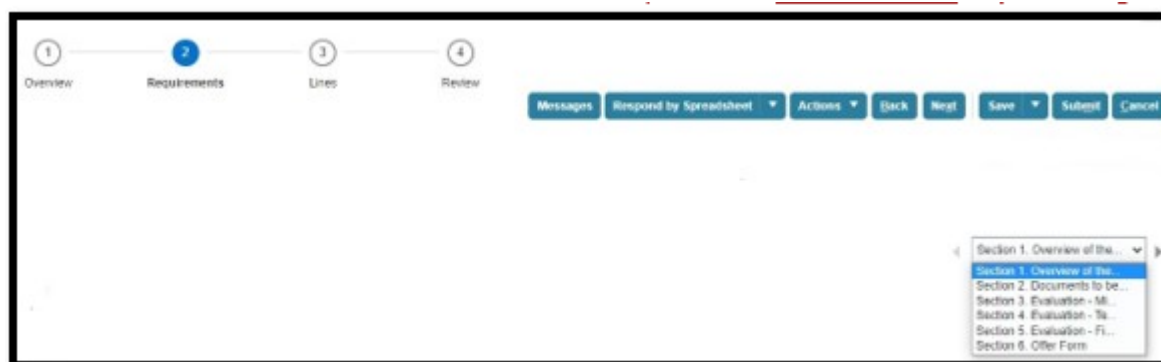 1 2 3 4
Overview Requirements Lines Review
Messages Respond by Spreadsheet Actions Back Next Save Submit Cancel
Section 1. Overview of the...
Section 1. Overview of the...
Section 2. Documents to be...
Section 3. Evaluation - Mi...
Section 4. Evaluation - Te...
Section 5. Evaluation - Fi...
Section 6. Offer Form